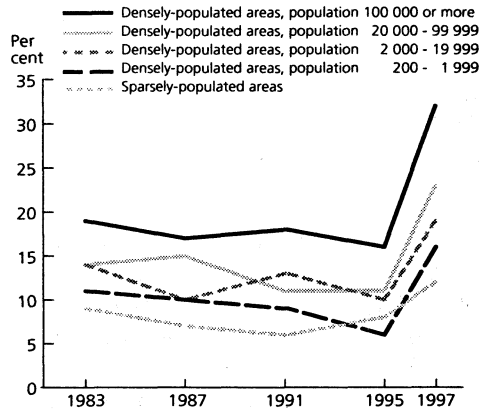 Densely-populated areas, population 100 000 or more
Densely-populated areas, population 20 000 - 99 999
Densely-populated areas, population 2 000 - 19 999
Densely-populated areas, population 200 - 1 999
Sparsely-populated areas
Per
cent
35
30
25
20
15
10
5
0
1983 1987 1991 1995 1997